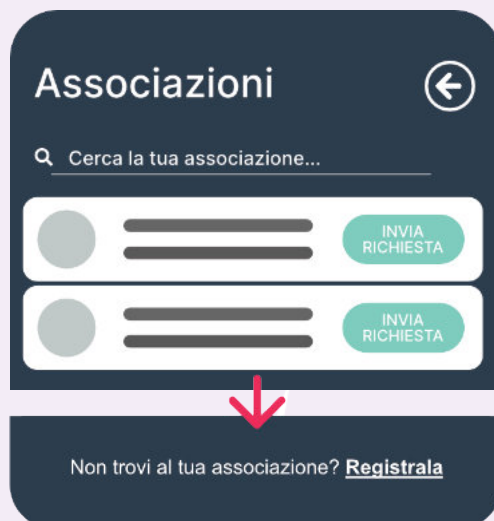 Associazioni
Cerca la tua associazione...
INVIA
RICHIESTA
INVIA
RICHIESTA
Non trovi al tua associazione? Registrala